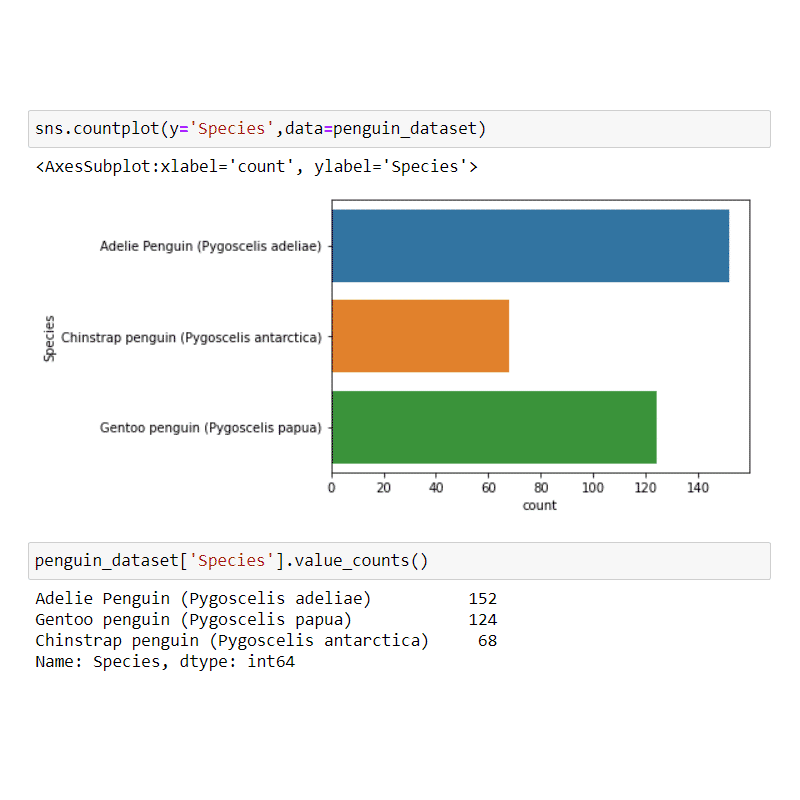 sns.countplot(y='Species',data=penguin_dataset)
<AxesSubplot:xlabel='count', ylabel='Species'>
Species
Adelie Penguin (Pygoscelis adeliae)
Chinstrap penguin (Pygoscelis antarctica)
Gentoo penguin (Pygoscelis papua)
0 20 40 60 80 100 120 140
count
penguin_dataset['Species'].value_counts()
Adelie Penguin (Pygoscelis adeliae) 152
Gentoo penguin (Pygoscelis papua) 124
Chinstrap penguin (Pygoscelis antarctica) 68
Name: Species, dtype: int64